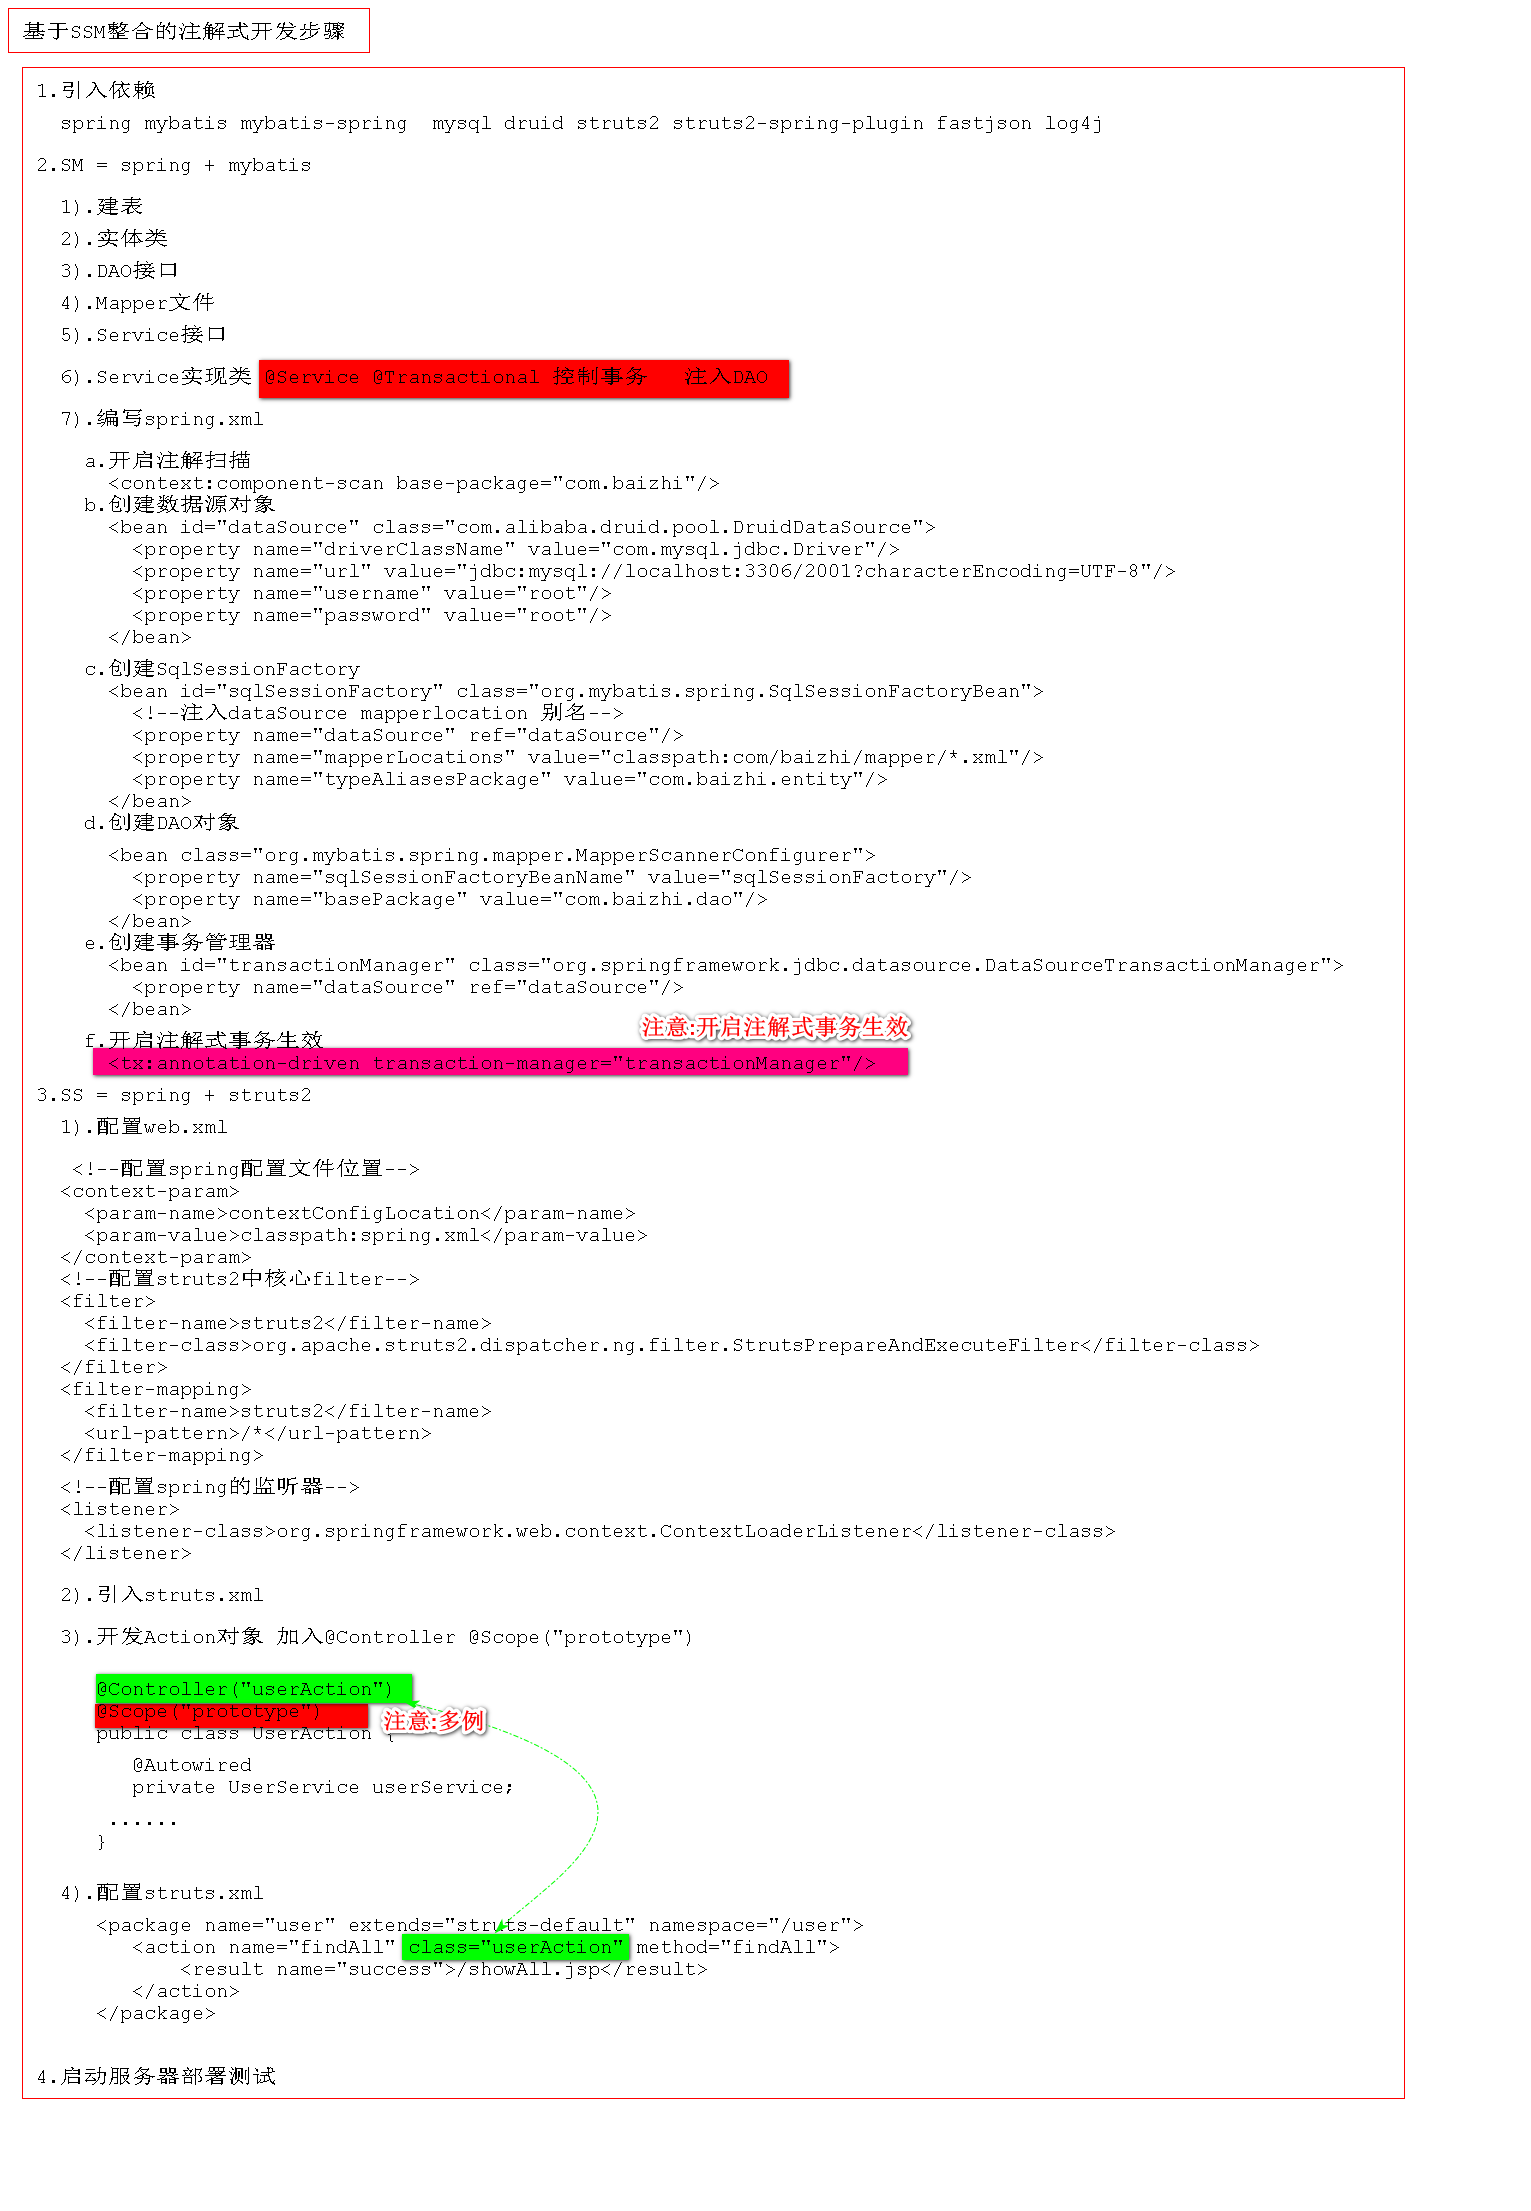 基于SSM整合的注解式开发步骤
1.引入依赖
spring mybatis mybatis-spring  mysql druid struts2 struts2-spring-plugin fastjson log4j
2.SM = spring + mybatis
1).建表
2).实体类
3).DAO接口
4).Mapper文件
5).Service接口
6).Service实现类 @Service @Transactional 控制事务   注入DAO
7).编写spring.xml
a.开启注解扫描
<context:component-scan base-package="com.baizhi"/>
b.创建数据源对象
<bean id="dataSource" class="com.alibaba.druid.pool.DruidDataSource">
<property name="driverClassName" value="com.mysql.jdbc.Driver"/>
<property name="url" value="jdbc:mysql://localhost:3306/2001?characterEncoding=UTF-8"/>
<property name="username" value="root"/>
<property name="password" value="root"/>
</bean>
c.创建SqlSessionFactory
<bean id="sqlSessionFactory" class="org.mybatis.spring.SqlSessionFactoryBean">
<!--注入dataSource mapperlocation 别名-->
<property name="dataSource" ref="dataSource"/>
<property name="mapperLocations" value="classpath:com/baizhi/mapper/*.xml"/>
<property name="typeAliasesPackage" value="com.baizhi.entity"/>
</bean>
d.创建DAO对象
<bean class="org.mybatis.spring.mapper.MapperScannerConfigurer">
<property name="sqlSessionFactoryBeanName" value="sqlSessionFactory"/>
<property name="basePackage" value="com.baizhi.dao"/>
</bean>
e.创建事务管理器
<bean id="transactionManager" class="org.springframework.jdbc.datasource.DataSourceTransactionManager">
<property name="dataSource" ref="dataSource"/>
</bean>
注意:开启注解式事务生效
f.开启注解式事务生效
<tx:annotation-driven transaction-manager="transactionManager"/>
3.SS = spring + struts2
1).配置web.xml
<!--配置spring配置文件位置-->
<context-param>
<param-name>contextConfigLocation</param-name>
<param-value>classpath:spring.xml</param-value>
</context-param>
<!--配置struts2中核心filter-->
<filter>
<filter-name>struts2</filter-name>
<filter-class>org.apache.struts2.dispatcher.ng.filter.StrutsPrepareAndExecuteFilter</filter-class>
</filter>
<filter-mapping>
<filter-name>struts2</filter-name>
<url-pattern>/*</url-pattern>
</filter-mapping>
<!--配置spring的监听器-->
<listener>
<listener-class>org.springframework.web.context.ContextLoaderListener</listener-class>
</listener>
2).引入struts.xml
3).开发Action对象 加入@Controller @Scope("prototype")
@Controller("userAction")
@Scope("prototype")
注意:多例
public class UserAction {
@Autowired
private UserService userService;
......
}
4).配置struts.xml
<package name="user" extends="struts-default" namespace="/user">
<action name="findAll" class="userAction" method="findAll">
<result name="success">/showAll.jsp</result>
</action>
</package>
4.启动服务器部署测试